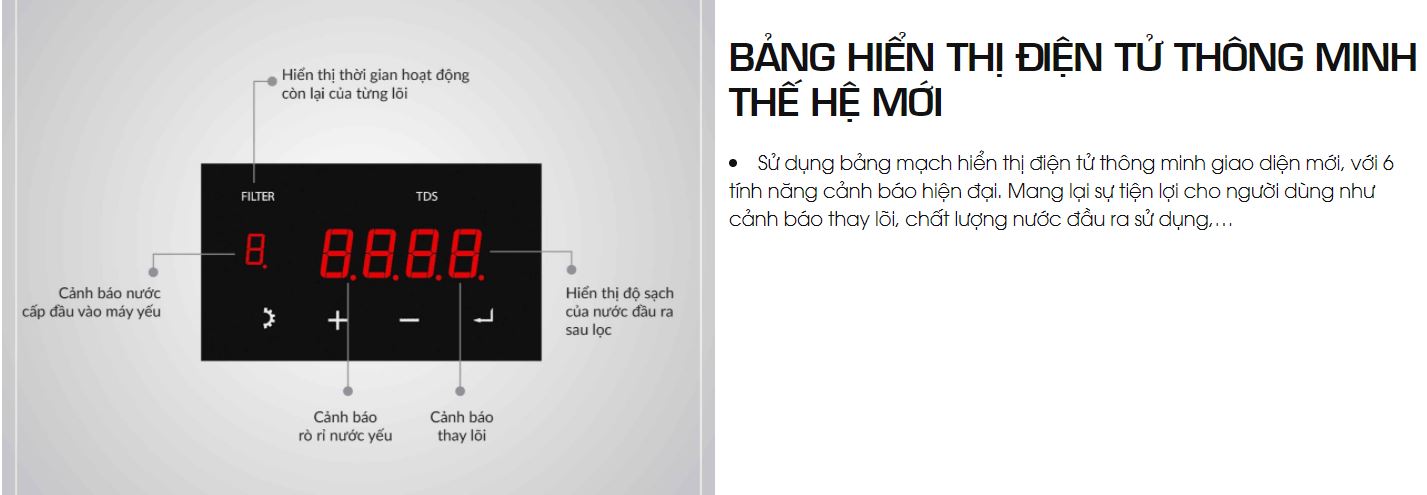 Hiển thị thời gian hoạt động
còn lại của từng lõi
FILTER
TDS
8.
8.8.8.8.
Cảnh báo nước
cấp đầu vào máy yếu
Hiển thị độ sạch
của nước đầu ra
sau lọc
Cảnh báo
rò rỉ nước yếu
Cảnh báo
thay lõi
BẢNG HIỂN THỊ ĐIỆN TỬ THÔNG MINH
THẾ HỆ MỚI
• Sử dụng bảng mạch hiển thị điện tử thông minh giao diện mới, với 6
tính năng cảnh báo hiện đại. Mang lại sự tiện lợi cho người dùng như
cảnh báo thay lõi, chất lượng nước đầu ra sử dụng,...